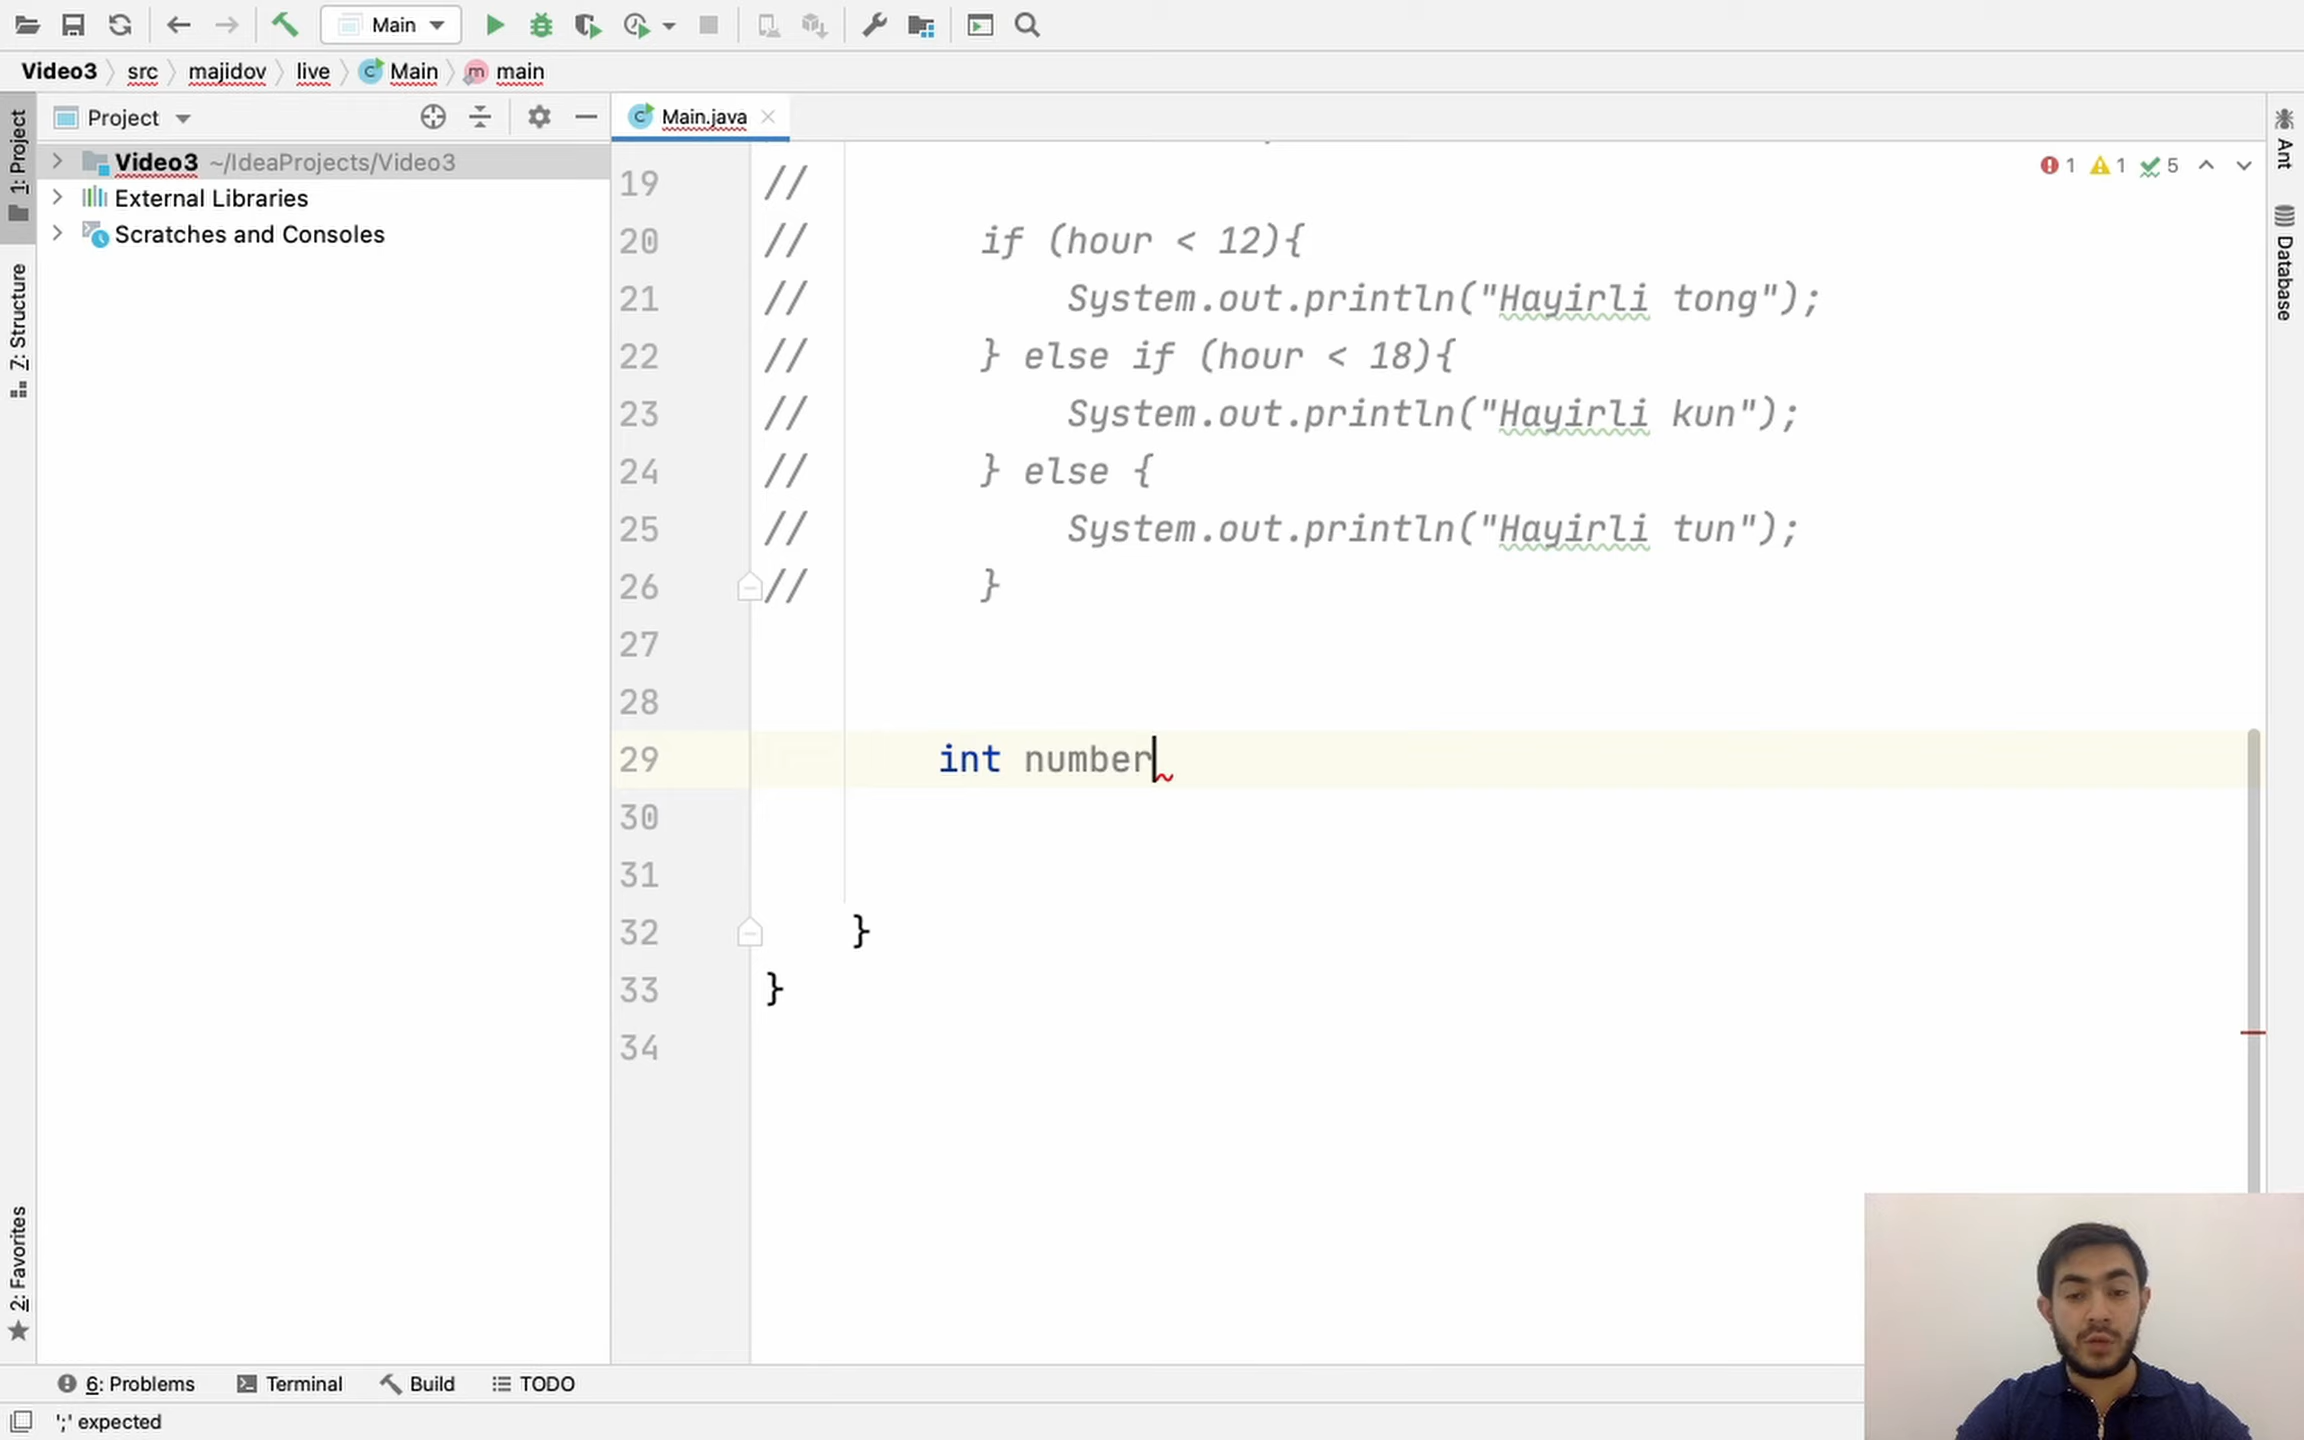 Main
Video3 src majidov live Main main
Project
Main.java
1: Project
7: Structure
2: Favorites
Video3 ~/IdeaProjects/Video3
External Libraries
Scratches and Consoles
1 1 5
Ant
Database
19 //
20 // if (hour < 12){
21 // System.out.println("Hayirli tong");
22 // } else if (hour < 18){
23 // System.out.println("Hayirli kun");
24 // } else {
25 // System.out.println("Hayirli tun");
26 // }
27
28
29 int number
30
31
32 }
33 }
34
6: Problems Terminal Build TODO
';' expected